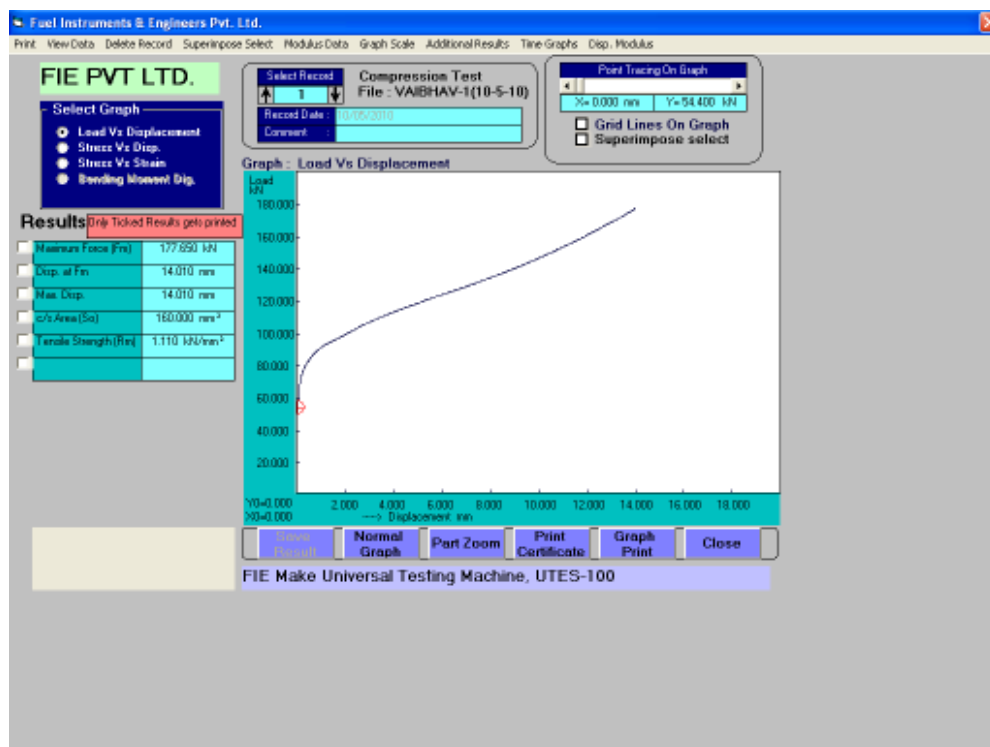 Fuel Instruments & Engineers Pvt. Ltd.
Print View Data Delete Record Superimpose Select Modulus Data Graph Scale Additional Results Time Graphs Disp. Modulus
FIE PVT LTD.
Select Graph
Load Vs Displacement
Stress Vs Disp.
Stress Vs Strain
Bending Moment Dig.
Results Only Ticked Results gets printed
Maximum Force (Fm) 177.650 kN
Disp. at Fm 14.010 mm
Max. Disp. 14.010 mm
c/s Area (So) 160.000 mm²
Tensile Strength (Rm) 1.110 kN/mm²
Select Record
1
Compression Test
File : VAIBHAV-1(10-5-10)
Record Date : 10/05/2010
Comment :
Point Tracing On Graph
X= 0.000 mm Y= 54.400 kN
Grid Lines On Graph
Superimpose select
Graph : Load Vs Displacement
Load
kN
180.000
160.000
140.000
120.000
100.000
80.000
60.000
40.000
20.000
Y0=0.000
X0=0.000
2.000 4.000 6.000 8.000 10.000 12.000 14.000 16.000 18.000
---> Displacement mm
Save Result
Normal Graph
Part Zoom
Print Certificate
Graph Print
Close
FIE Make Universal Testing Machine, UTES-100